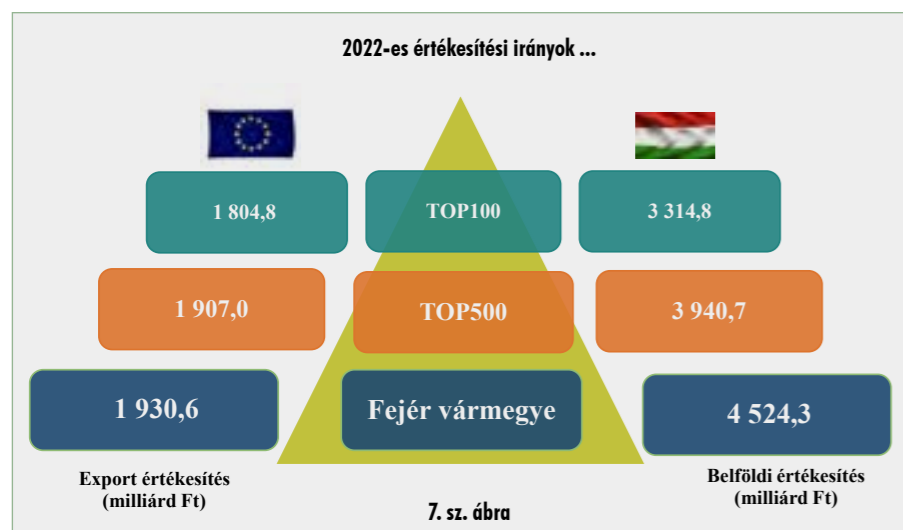 2022-es értékesítési irányok ...
1 804,8
TOP100
3 314,8
1 907,0
TOP500
3 940,7
1 930,6
Fejér vármegye
4 524,3
Export értékesítés
(milliárd Ft)
Belföldi értékesítés
(milliárd Ft)
7. sz. ábra